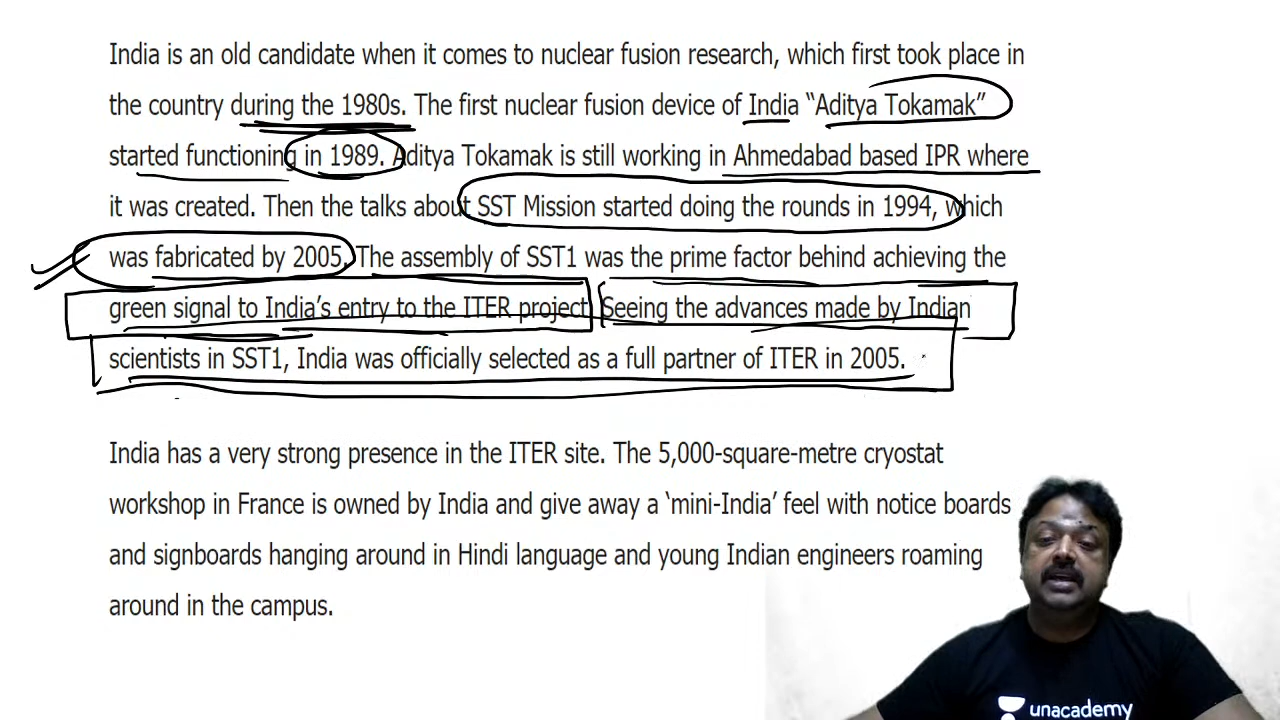 India is an old candidate when it comes to nuclear fusion research, which first took place in
the country during the 1980s. The first nuclear fusion device of India “Aditya Tokamak”
started functioning in 1989. Aditya Tokamak is still working in Ahmedabad based IPR where
it was created. Then the talks about SST Mission started doing the rounds in 1994, which
was fabricated by 2005. The assembly of SST1 was the prime factor behind achieving the
green signal to India’s entry to the ITER project. Seeing the advances made by Indian
scientists in SST1, India was officially selected as a full partner of ITER in 2005.
India has a very strong presence in the ITER site. The 5,000-square-metre cryostat
workshop in France is owned by India and give away a ‘mini-India’ feel with notice boards
and signboards hanging around in Hindi language and young Indian engineers roaming
around in the campus.
unacademy